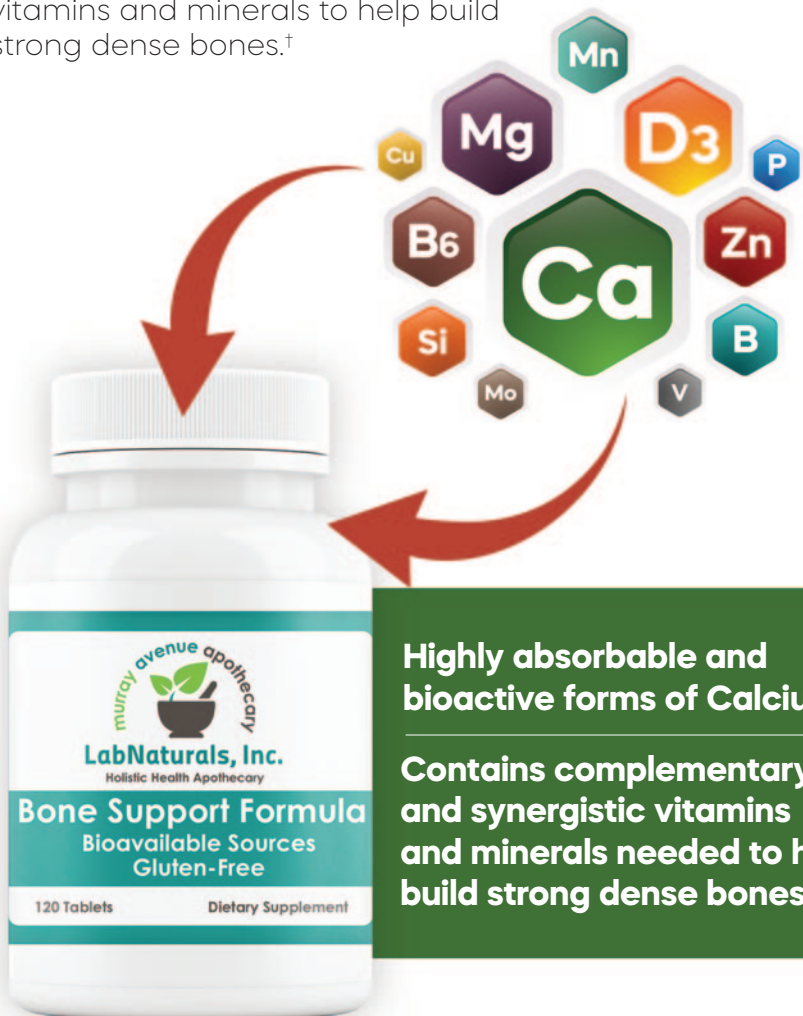 vitamins and minerals to help build
strong dense bones.†
Mn
Mg
D3
Cu
P
B6
Ca
Zn
Si
B
Mo
V
murray avenue apothecary
LabNaturals, Inc.
Holistic Health Apothecary
Bone Support Formula
Bioavailable Sources
Gluten-Free
120 Tablets Dietary Supplement
Highly absorbable and
bioactive forms of Calciu
Contains complementary
and synergistic vitamins
and minerals needed to h
build strong dense bones